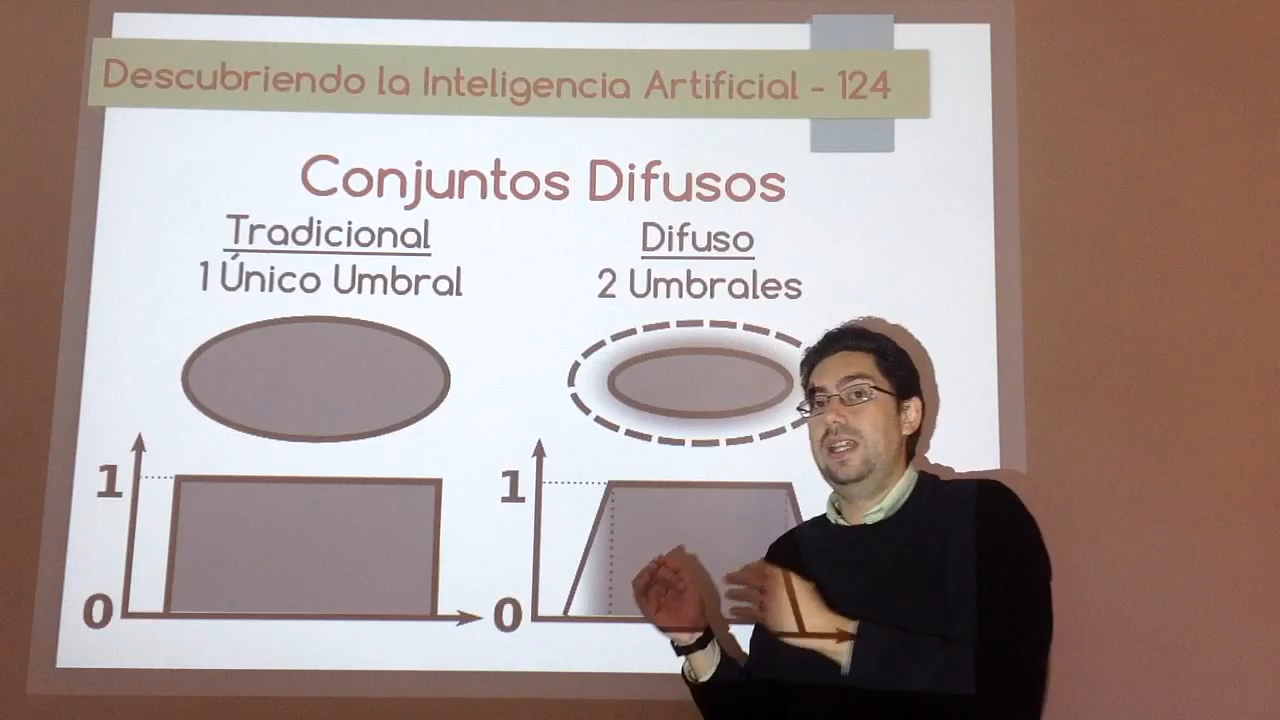 Descubriendo la Inteligencia Artificial - 124
Conjuntos Difusos
Tradicional
1 Único Umbral
Difuso
2 Umbrales
1
0
1
0